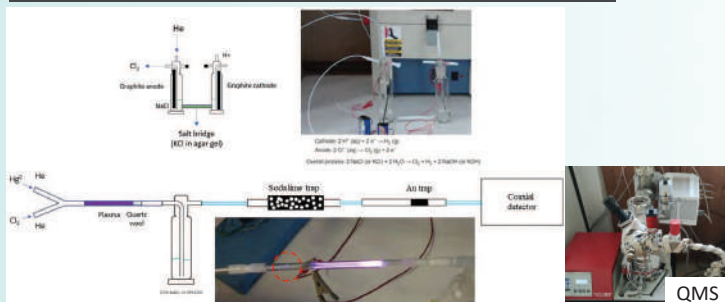 He
Cl₂
H+
Graphite anode
Graphite cathode
NaCl
Salt bridge
(KCl in agar gel)
Cathode: 2 H⁺ (aq) + 2 e⁻ → H₂ (g)
Anode: 2 Cl⁻ (aq) → Cl₂ (g) + 2 e⁻
Overall process: 2 NaCl (or KCl) + 2 H₂O → Cl₂ + H₂ + 2 NaOH (or KOH)
Hg⁰
He
Cl₂
He
Plasma
Quartz
wool
Sodalime trap
Au trap
Coaxial
detector
QMS